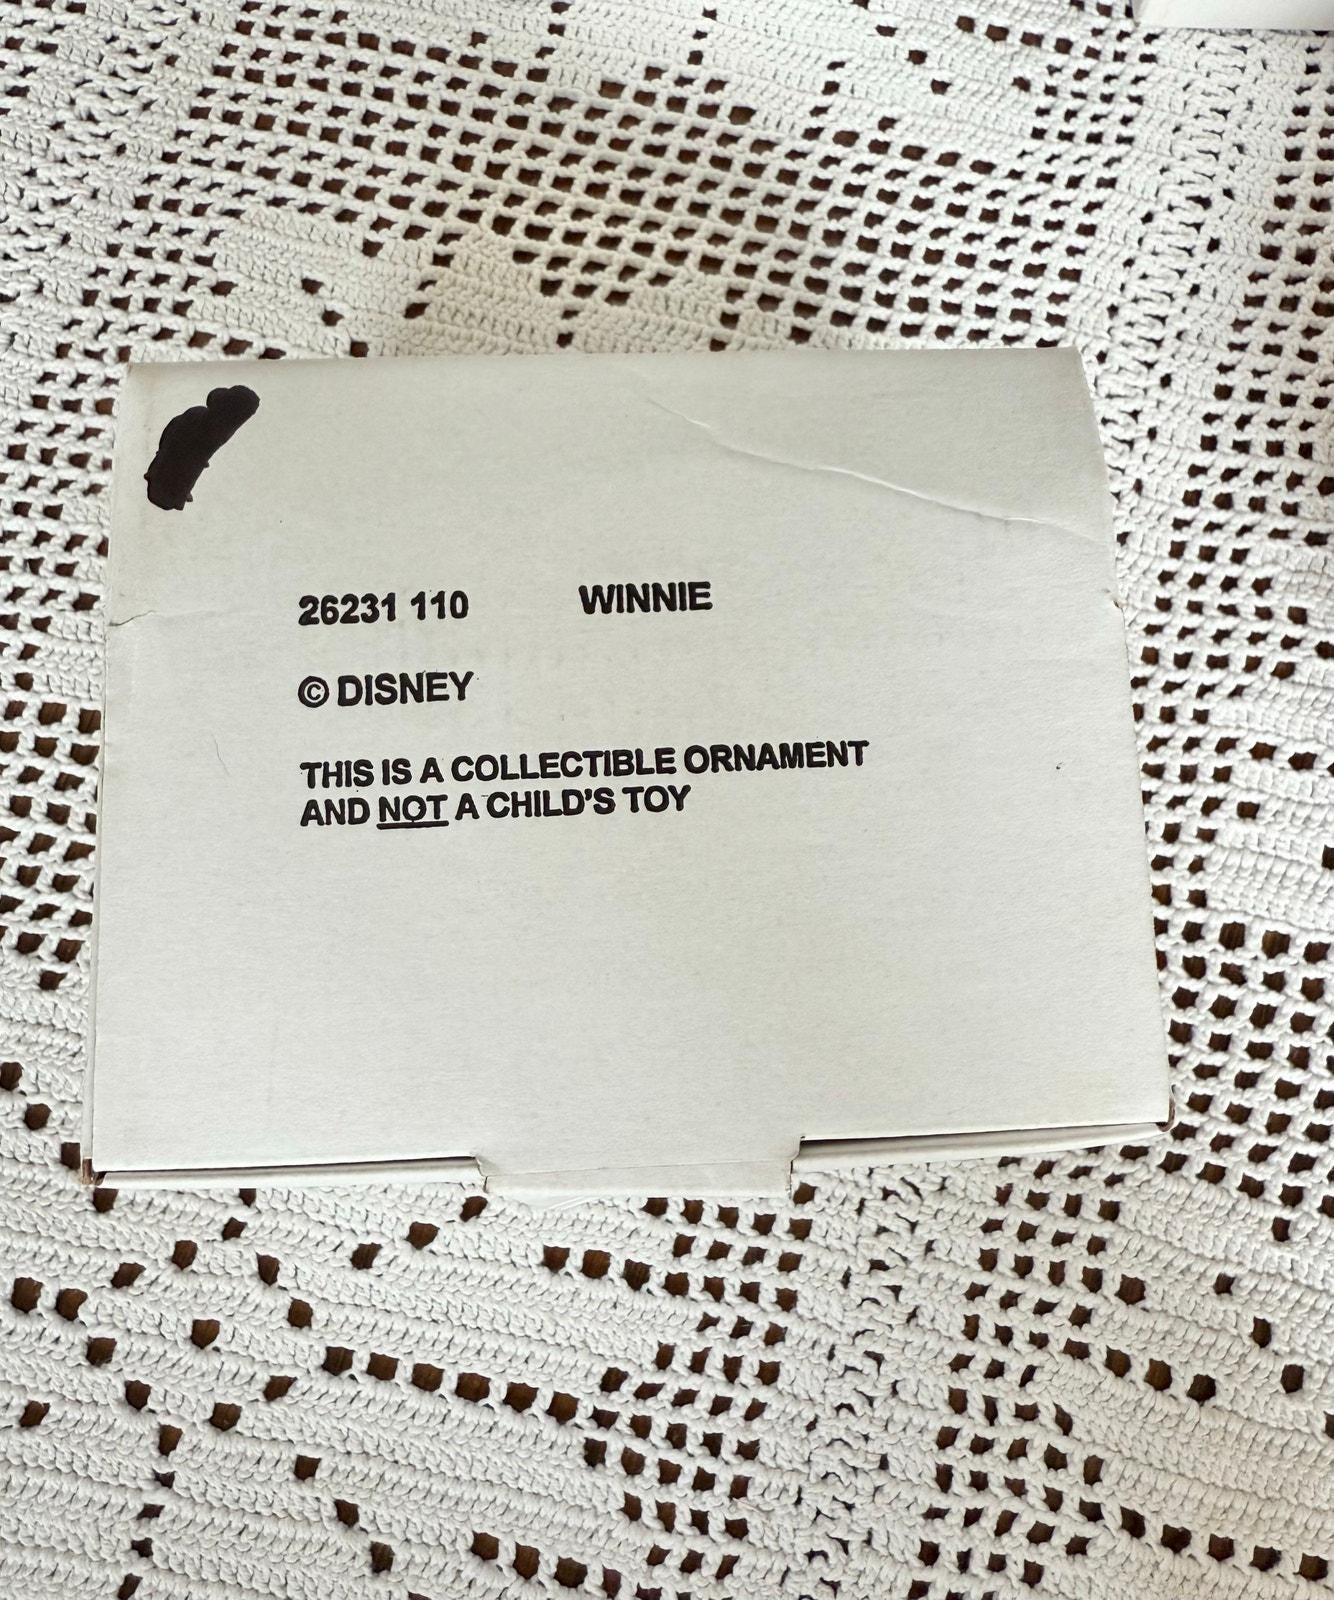 26231 110 WINNIE
© DISNEY
THIS IS A COLLECTIBLE ORNAMENT
AND NOT A CHILD'S TOY